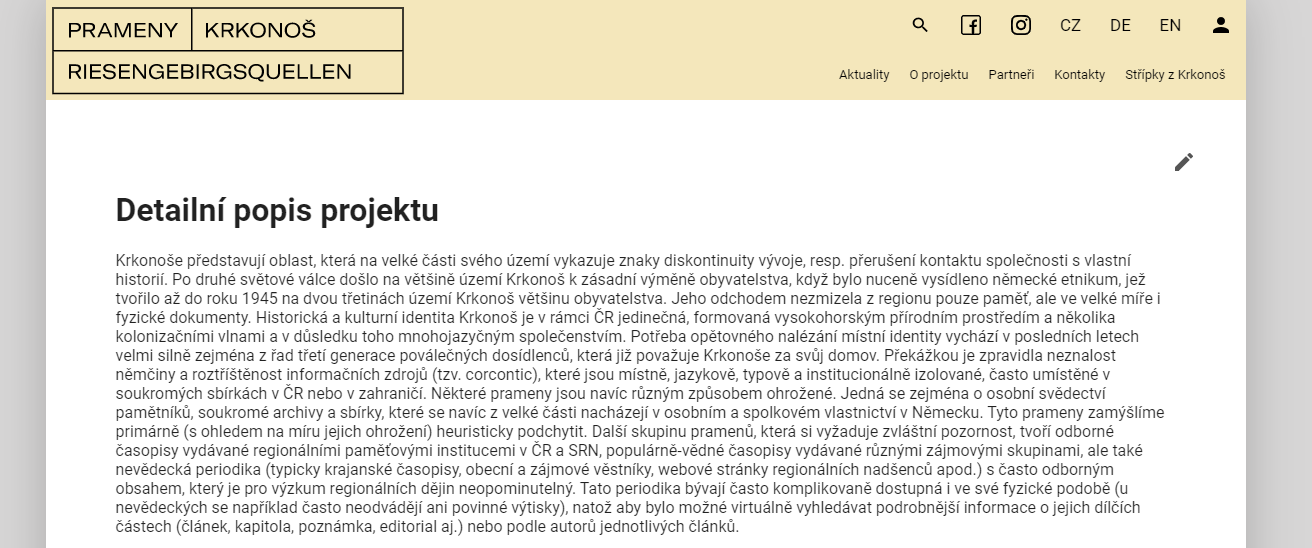 PRAMENY KRKONOŠ
RIESENGEBIRGSQUELLEN
CZ DE EN
Aktuality O projektu Partneři Kontakty Střípky z Krkonoš
Detailní popis projektu
Krkonoše představují oblast, která na velké části svého území vykazuje znaky diskontinuity vývoje, resp. přerušení kontaktu společnosti s vlastní
historií. Po druhé světové válce došlo na většině území Krkonoš k zásadní výměně obyvatelstva, když bylo nuceně vysídleno německé etnikum, jež
tvořilo až do roku 1945 na dvou třetinách území Krkonoš většinu obyvatelstva. Jeho odchodem nezmizela z regionu pouze paměť, ale ve velké míře i
fyzické dokumenty. Historická a kulturní identita Krkonoš je v rámci ČR jedinečná, formovaná vysokohorským přírodním prostředím a několika
kolonizačními vlnami a v důsledku toho mnohojazyčným společenstvím. Potřeba opětovného nalézání místní identity vychází v posledních letech
velmi silně zejména z řad třetí generace poválečných dosídlenců, která již považuje Krkonoše za svůj domov. Překážkou je zpravidla neznalost
němčiny a roztříštěnost informačních zdrojů (tzv. corcontic), které jsou místně, jazykově, typově a institucionálně izolované, často umístěné v
soukromých sbírkách v ČR nebo v zahraničí. Některé prameny jsou navíc různým způsobem ohrožené. Jedná se zejména o osobní svědectví
pamětníků, soukromé archivy a sbírky, které se navíc z velké části nacházejí v osobním a spolkovém vlastnictví v Německu. Tyto prameny zamýšlíme
primárně (s ohledem na míru jejich ohrožení) heuristicky podchytit. Další skupinu pramenů, která si vyžaduje zvláštní pozornost, tvoří odborné
časopisy vydávané regionálními paměťovými institucemi v ČR a SRN, populárně-vědné časopisy vydávané různými zájmovými skupinami, ale také
nevědecká periodika (typicky krajanské časopisy, obecní a zájmové věstníky, webové stránky regionálních nadšenců apod.) s často odborným
obsahem, který je pro výzkum regionálních dějin neopominutelný. Tato periodika bývají často komplikovaně dostupná i ve své fyzické podobě (u
nevědeckých se například často neodvádějí ani povinné výtisky), natož aby bylo možné virtuálně vyhledávat podrobnější informace o jejich dílčích
částech (článek, kapitola, poznámka, editorial aj.) nebo podle autorů jednotlivých článků.